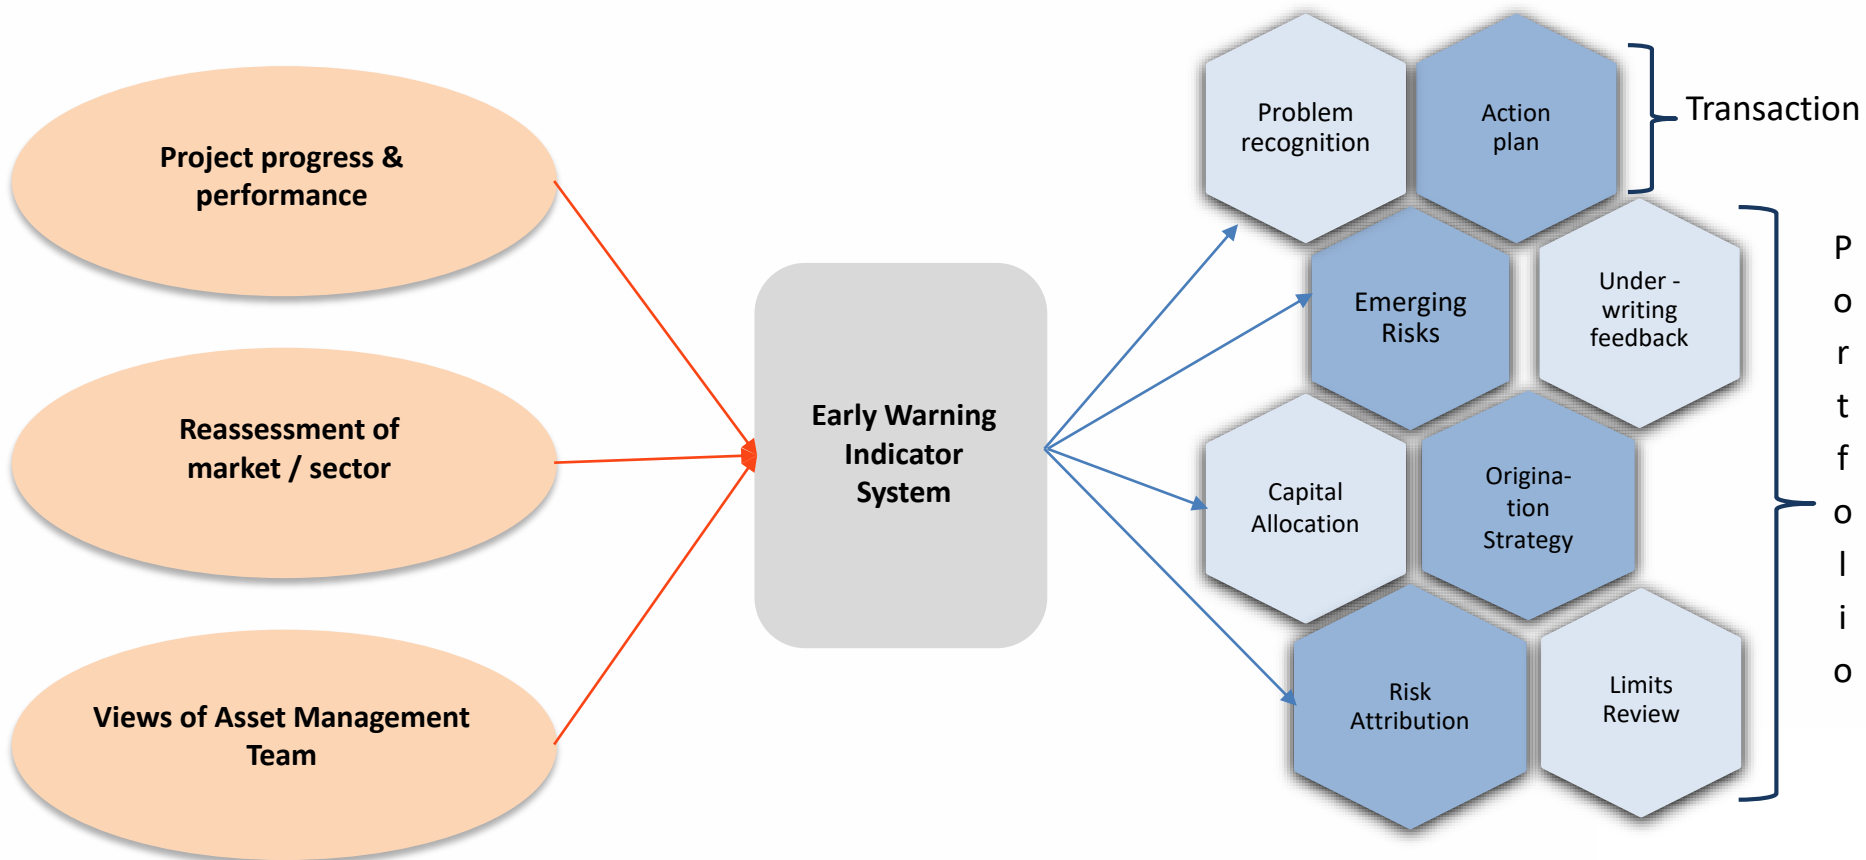 Project progress &
performance
Reassessment of
market / sector
Views of Asset Management
Team
Early Warning
Indicator
System
Problem
recognition
Action
plan
Transaction
Emerging
Risks
Under -
writing
feedback
Capital
Allocation
Origina-
tion
Strategy
Risk
Attribution
Limits
Review
P
o
r
t
f
o
l
i
o